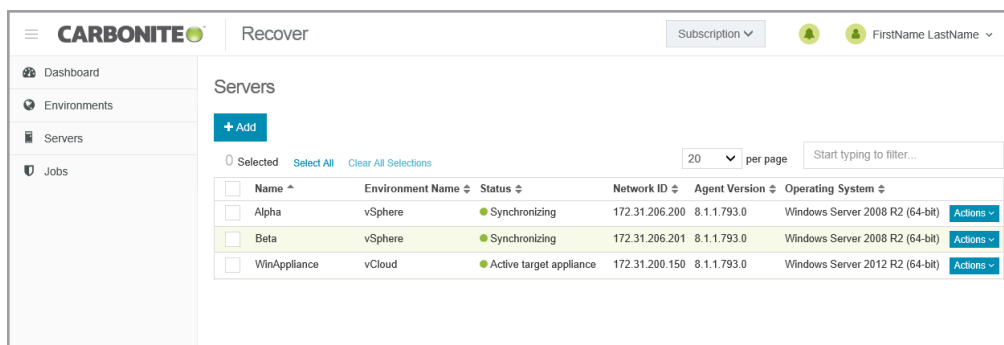 CARBONITE Recover Subscription FirstName LastName
Dashboard
Environments
Servers
Jobs
Servers
+ Add
0 Selected Select All Clear All Selections 20 per page Start typing to filter...
Name Environment Name Status Network ID Agent Version Operating System
Alpha vSphere Synchronizing 172.31.206.200 8.1.1.793.0 Windows Server 2008 R2 (64-bit) Actions
Beta vSphere Synchronizing 172.31.206.201 8.1.1.793.0 Windows Server 2008 R2 (64-bit) Actions
WinAppliance vCloud Active target appliance 172.31.200.150 8.1.1.793.0 Windows Server 2012 R2 (64-bit) Actions